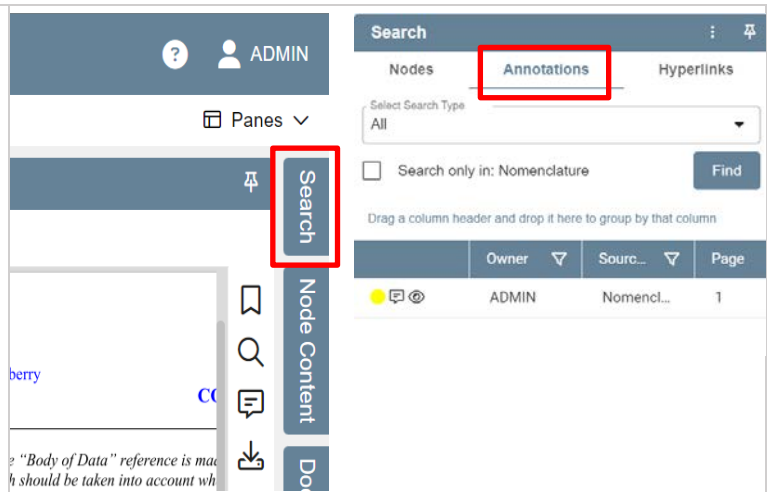 ?
ADMIN
Panes
Search
Node Content
Doc
berry
CO
e “Body of Data” reference is mad
h should be taken into account wh
Search
Nodes
Annotations
Hyperlinks
Select Search Type
All
Search only in: Nomenclature
Find
Drag a column header and drop it here to group by that column
Owner
Sourc...
Page
ADMIN
Nomencl...
1